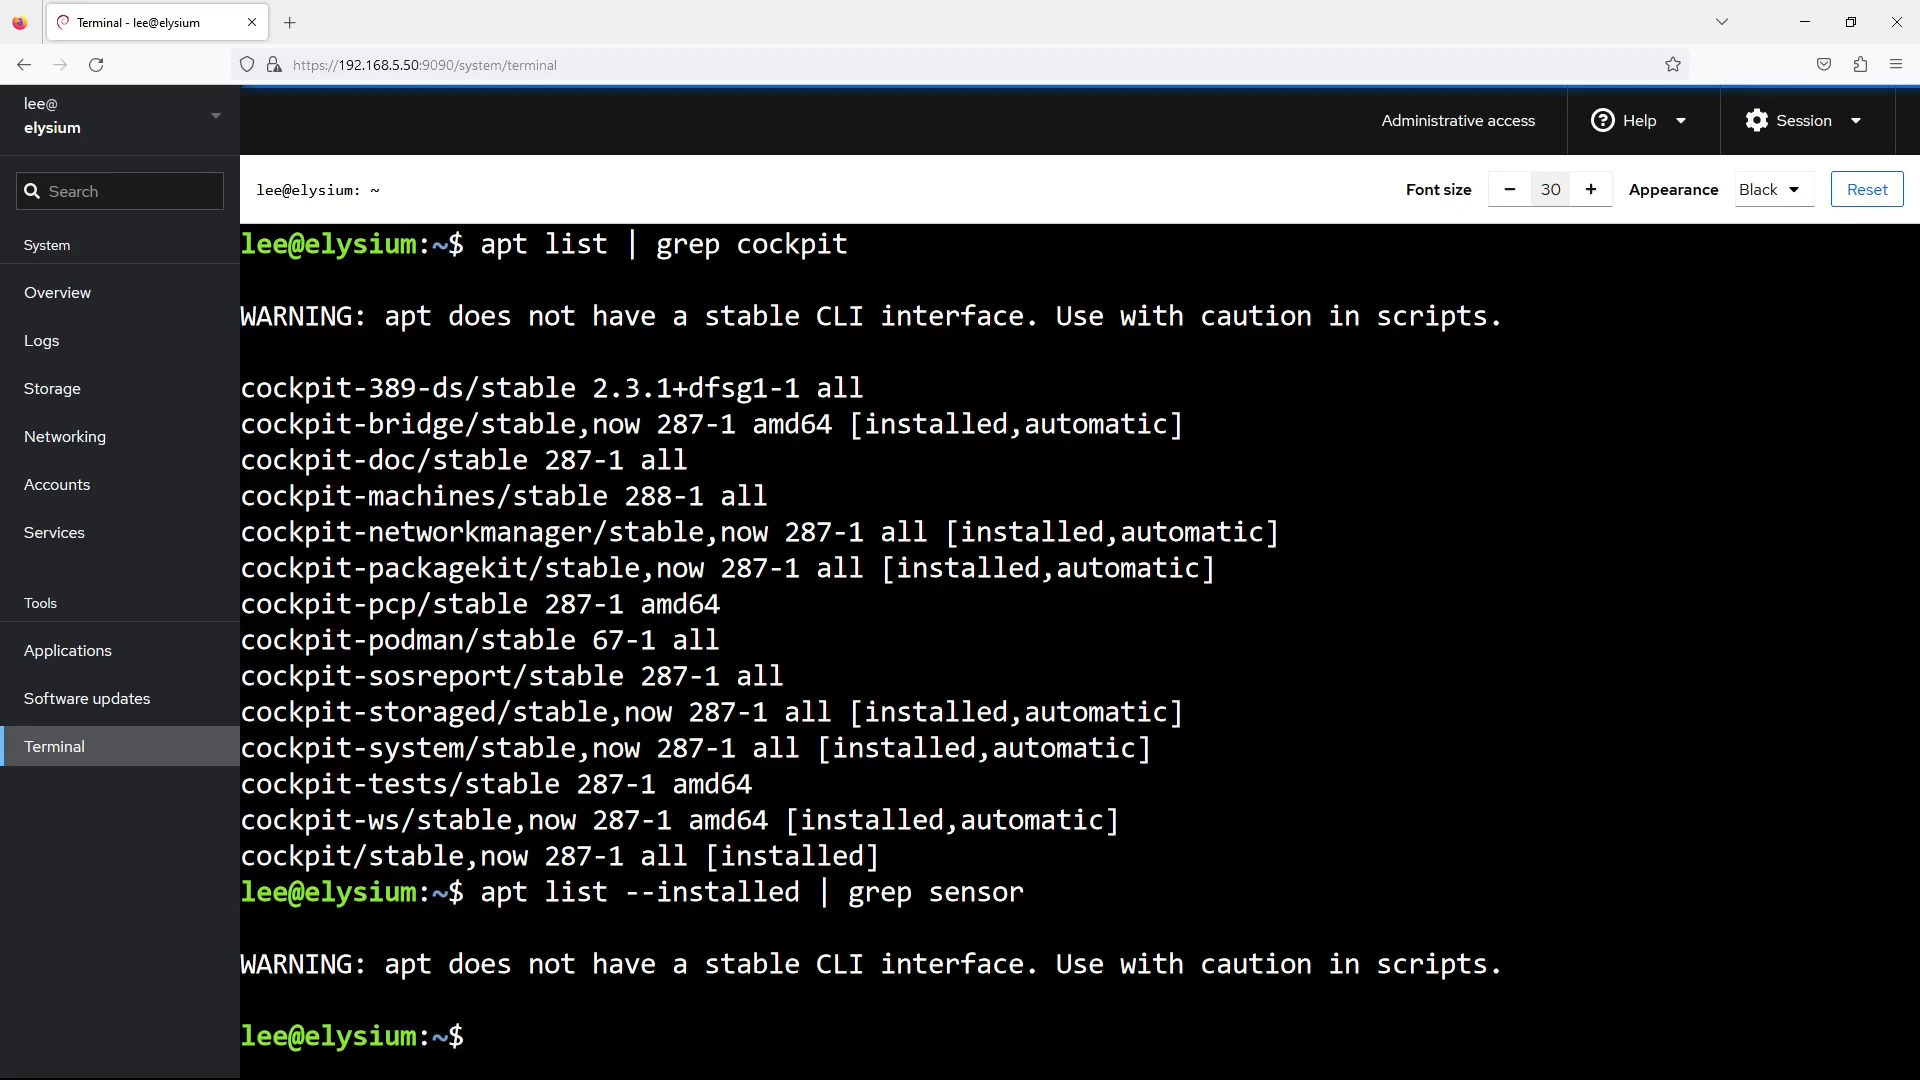 Terminal - lee@elysium
https://192.168.5.50:9090/system/terminal
lee@
elysium
Administrative access
Help
Session
Search
lee@elysium: ~
Font size
30
Appearance
Black
Reset
System
Overview
Logs
Storage
Networking
Accounts
Services
Tools
Applications
Software updates
Terminal
lee@elysium:~$ apt list | grep cockpit
WARNING: apt does not have a stable CLI interface. Use with caution in scripts.
cockpit-389-ds/stable 2.3.1+dfsg1-1 all
cockpit-bridge/stable,now 287-1 amd64 [installed,automatic]
cockpit-doc/stable 287-1 all
cockpit-machines/stable 288-1 all
cockpit-networkmanager/stable,now 287-1 all [installed,automatic]
cockpit-packagekit/stable,now 287-1 all [installed,automatic]
cockpit-pcp/stable 287-1 amd64
cockpit-podman/stable 67-1 all
cockpit-sosreport/stable 287-1 all
cockpit-storaged/stable,now 287-1 all [installed,automatic]
cockpit-system/stable,now 287-1 all [installed,automatic]
cockpit-tests/stable 287-1 amd64
cockpit-ws/stable,now 287-1 amd64 [installed,automatic]
cockpit/stable,now 287-1 all [installed]
lee@elysium:~$ apt list --installed | grep sensor
WARNING: apt does not have a stable CLI interface. Use with caution in scripts.
lee@elysium:~$